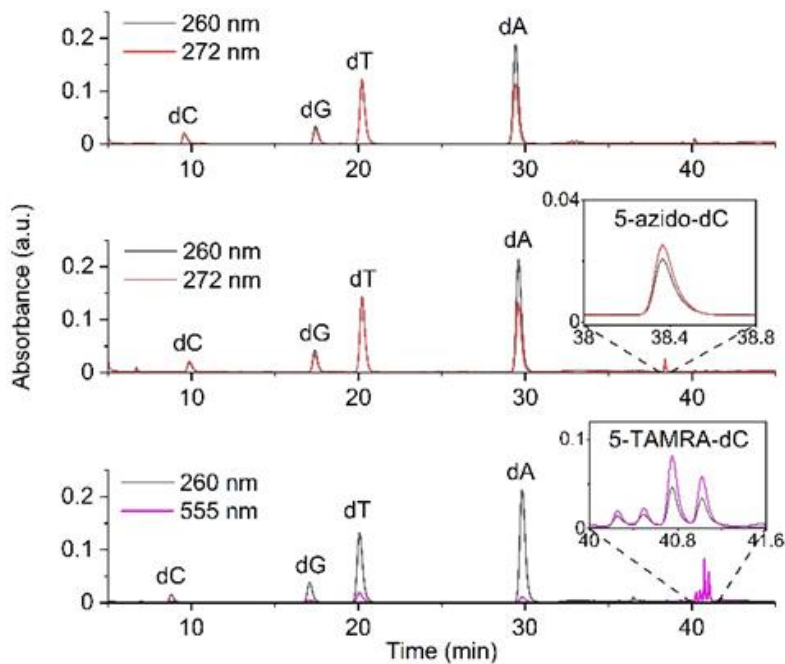 260 nm
272 nm
dC
dG
dT
dA
0.2
0.1
0
10 20 30 40
260 nm
272 nm
dC
dG
dT
dA
0.2
0.1
0
10 20 30 40
0.04
5-azido-dC
0
38 38.4 38.8
260 nm
555 nm
dC
dG
dT
dA
0.2
0.1
0
10 20 30 40
0.1
5-TAMRA-dC
0
40 40.8 41.6
Absorbance (a.u.)
Time (min)